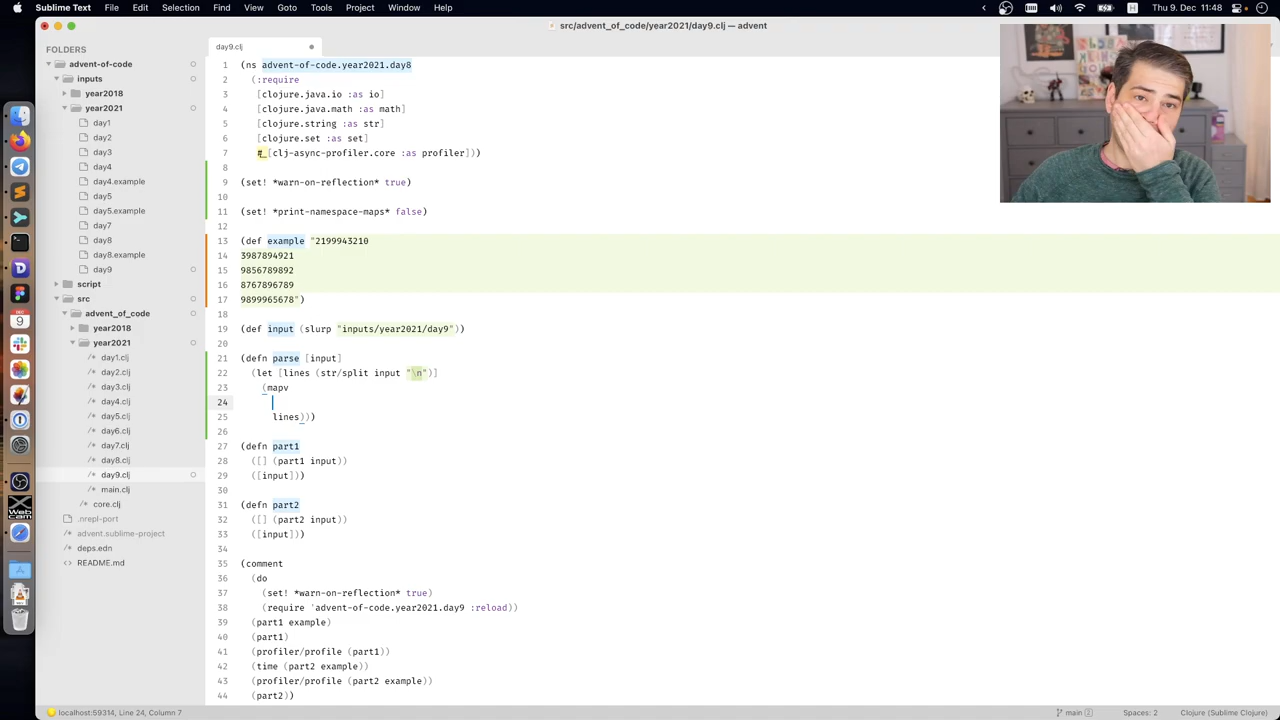 Sublime Text File Edit Selection Find View Goto Tools Project Window Help
Thu 9. Dec 11:48
src/advent_of_code/year2021/day9.clj — advent
FOLDERS
advent-of-code
inputs
year2018
year2021
day1
day2
day3
day4
day4.example
day5
day5.example
day7
day8
day8.example
day9
script
src
advent_of_code
year2018
year2021
day1.clj
day2.clj
day3.clj
day4.clj
day5.clj
day6.clj
day7.clj
day8.clj
day9.clj
main.clj
core.clj
.nrepl-port
advent.sublime-project
deps.edn
README.md
day9.clj
1 (ns advent-of-code.year2021.day8
2 (:require
3 [clojure.java.io :as io]
4 [clojure.java.math :as math]
5 [clojure.string :as str]
6 [clojure.set :as set]
7 #_[clj-async-profiler.core :as profiler]))
8
9 (set! *warn-on-reflection* true)
10
11 (set! *print-namespace-maps* false)
12
13 (def example "2199943210
14 3987894921
15 9856789892
16 8767896789
17 9899965678")
18
19 (def input (slurp "inputs/year2021/day9"))
20
21 (defn parse [input]
22 (let [lines (str/split input "\n")]
23 (mapv
24
25 lines)))
26
27 (defn part1
28 ([] (part1 input))
29 ([input]))
30
31 (defn part2
32 ([] (part2 input))
33 ([input]))
34
35 (comment
36 (do
37 (set! *warn-on-reflection* true)
38 (require 'advent-of-code.year2021.day9 :reload))
39 (part1 example)
40 (part1)
41 (profiler/profile (part1))
42 (time (part2 example))
43 (profiler/profile (part2 example))
44 (part2))
localhost:59314, Line 24, Column 7
main 2
Spaces: 2
Clojure (Sublime Clojure)